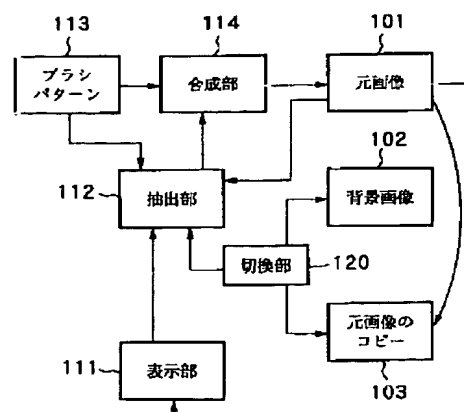 113
114
101
ブラシ
パターン
合成部
元画像
102
112
抽出部
背景画像
切換部
120
元画像の
コピー
111
表示部
103